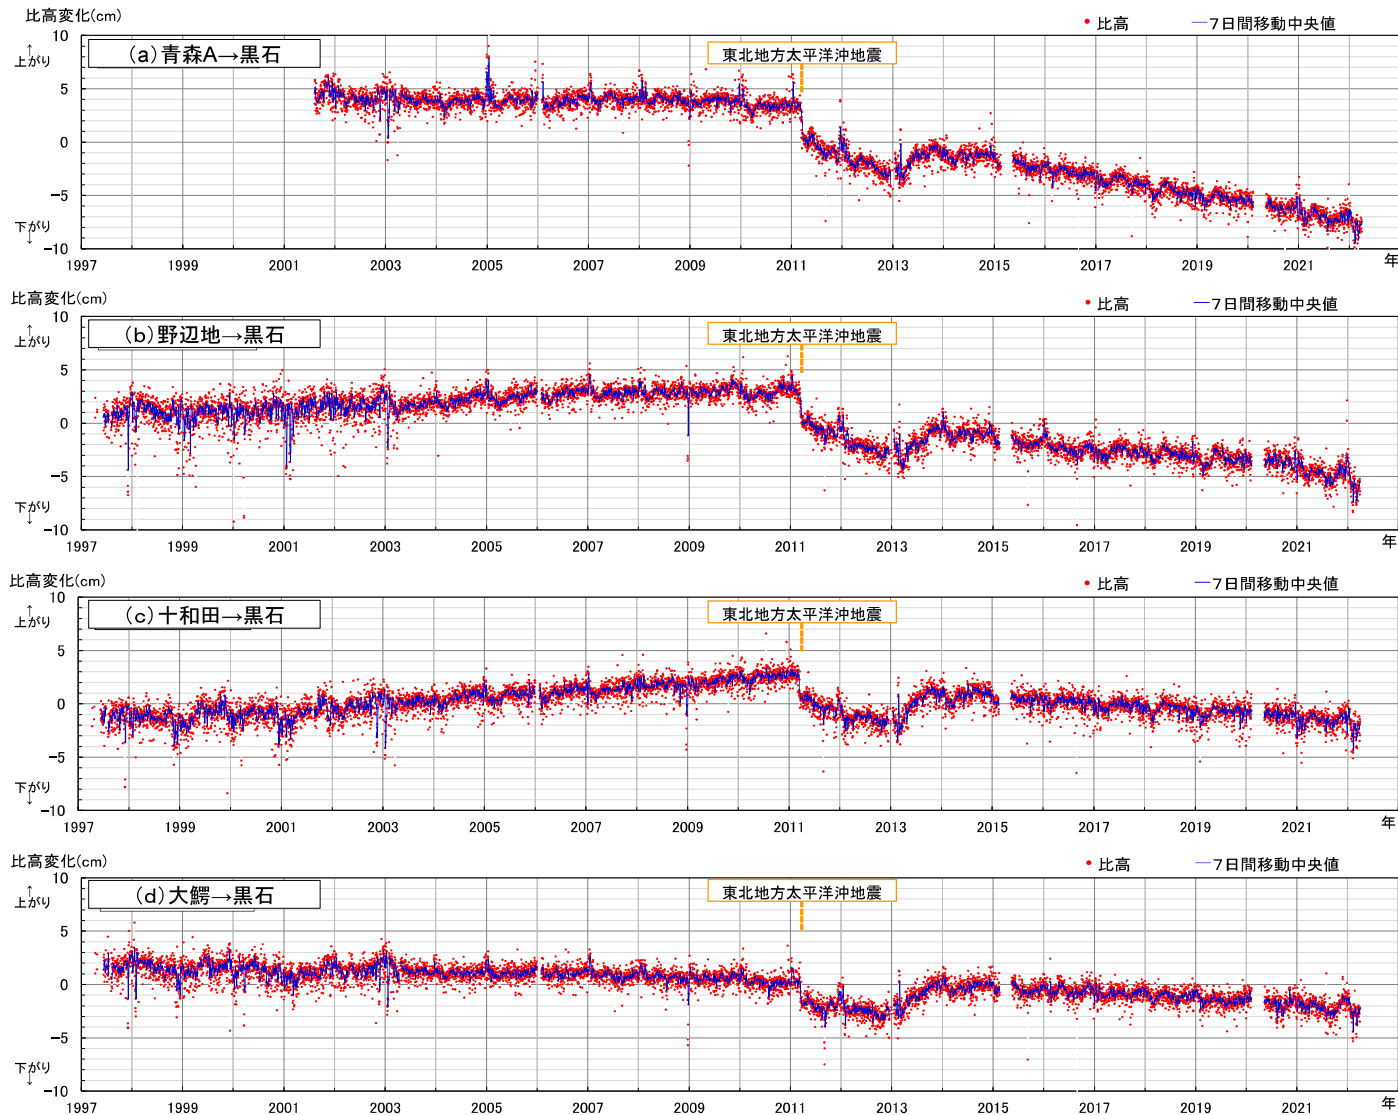 比高変化(cm)
● 比高 ―7日間移動中央値
10
↑
上がり
(a)青森A→黒石
東北地方太平洋沖地震
5
0
-5
下がり
↓
-10
1997 1999 2001 2003 2005 2007 2009 2011 2013 2015 2017 2019 2021 年
比高変化(cm)
● 比高 ―7日間移動中央値
10
↑
上がり
(b)野辺地→黒石
東北地方太平洋沖地震
5
0
-5
下がり
↓
-10
1997 1999 2001 2003 2005 2007 2009 2011 2013 2015 2017 2019 2021 年
比高変化(cm)
● 比高 ―7日間移動中央値
10
↑
上がり
(c)十和田→黒石
東北地方太平洋沖地震
5
0
-5
下がり
↓
-10
1997 1999 2001 2003 2005 2007 2009 2011 2013 2015 2017 2019 2021 年
比高変化(cm)
● 比高 ―7日間移動中央値
10
↑
上がり
(d)大鰐→黒石
東北地方太平洋沖地震
5
0
-5
下がり
↓
-10
1997 1999 2001 2003 2005 2007 2009 2011 2013 2015 2017 2019 2021 年